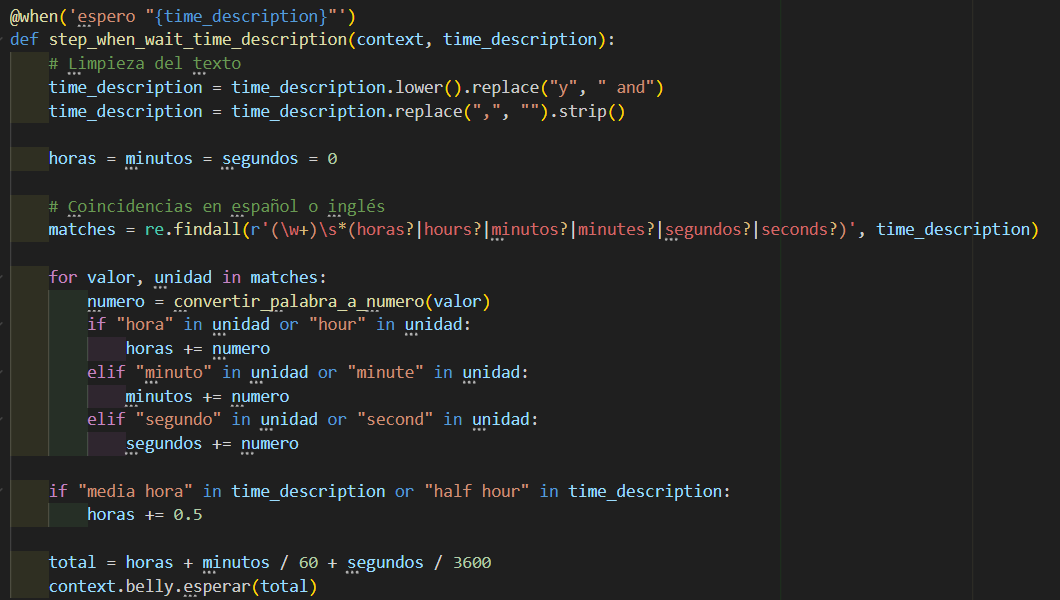 @when('espero "{time_description}"')
def step_when_wait_time_description(context, time_description):
    # Limpieza del texto
    time_description = time_description.lower().replace("y", " and")
    time_description = time_description.replace(",", "").strip()

    horas = minutos = segundos = 0

    # Coincidencias en español o inglés
    matches = re.findall(r'(\w+)\s*(horas?|hours?|minutos?|minutes?|segundos?|seconds?)', time_description)

    for valor, unidad in matches:
        numero = convertir_palabra_a_numero(valor)
        if "hora" in unidad or "hour" in unidad:
            horas += numero
        elif "minuto" in unidad or "minute" in unidad:
            minutos += numero
        elif "segundo" in unidad or "second" in unidad:
            segundos += numero

    if "media hora" in time_description or "half hour" in time_description:
        horas += 0.5

    total = horas + minutos / 60 + segundos / 3600
    context.belly.esperar(total)